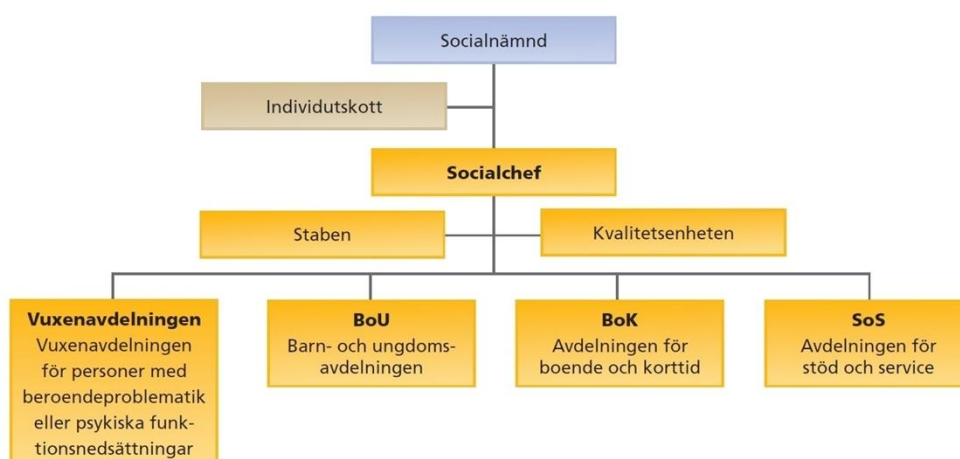 Socialnämnd
Individutskott
Socialchef
Staben
Kvalitetsenheten
Vuxenavdelningen
Vuxenavdelningen
för personer med
beroendeproblematik
eller psykiska funk-
tionsnedsättningar
BoU
Barn- och ungdoms-
avdelningen
BoK
Avdelningen för
boende och korttid
SoS
Avdelningen för
stöd och service